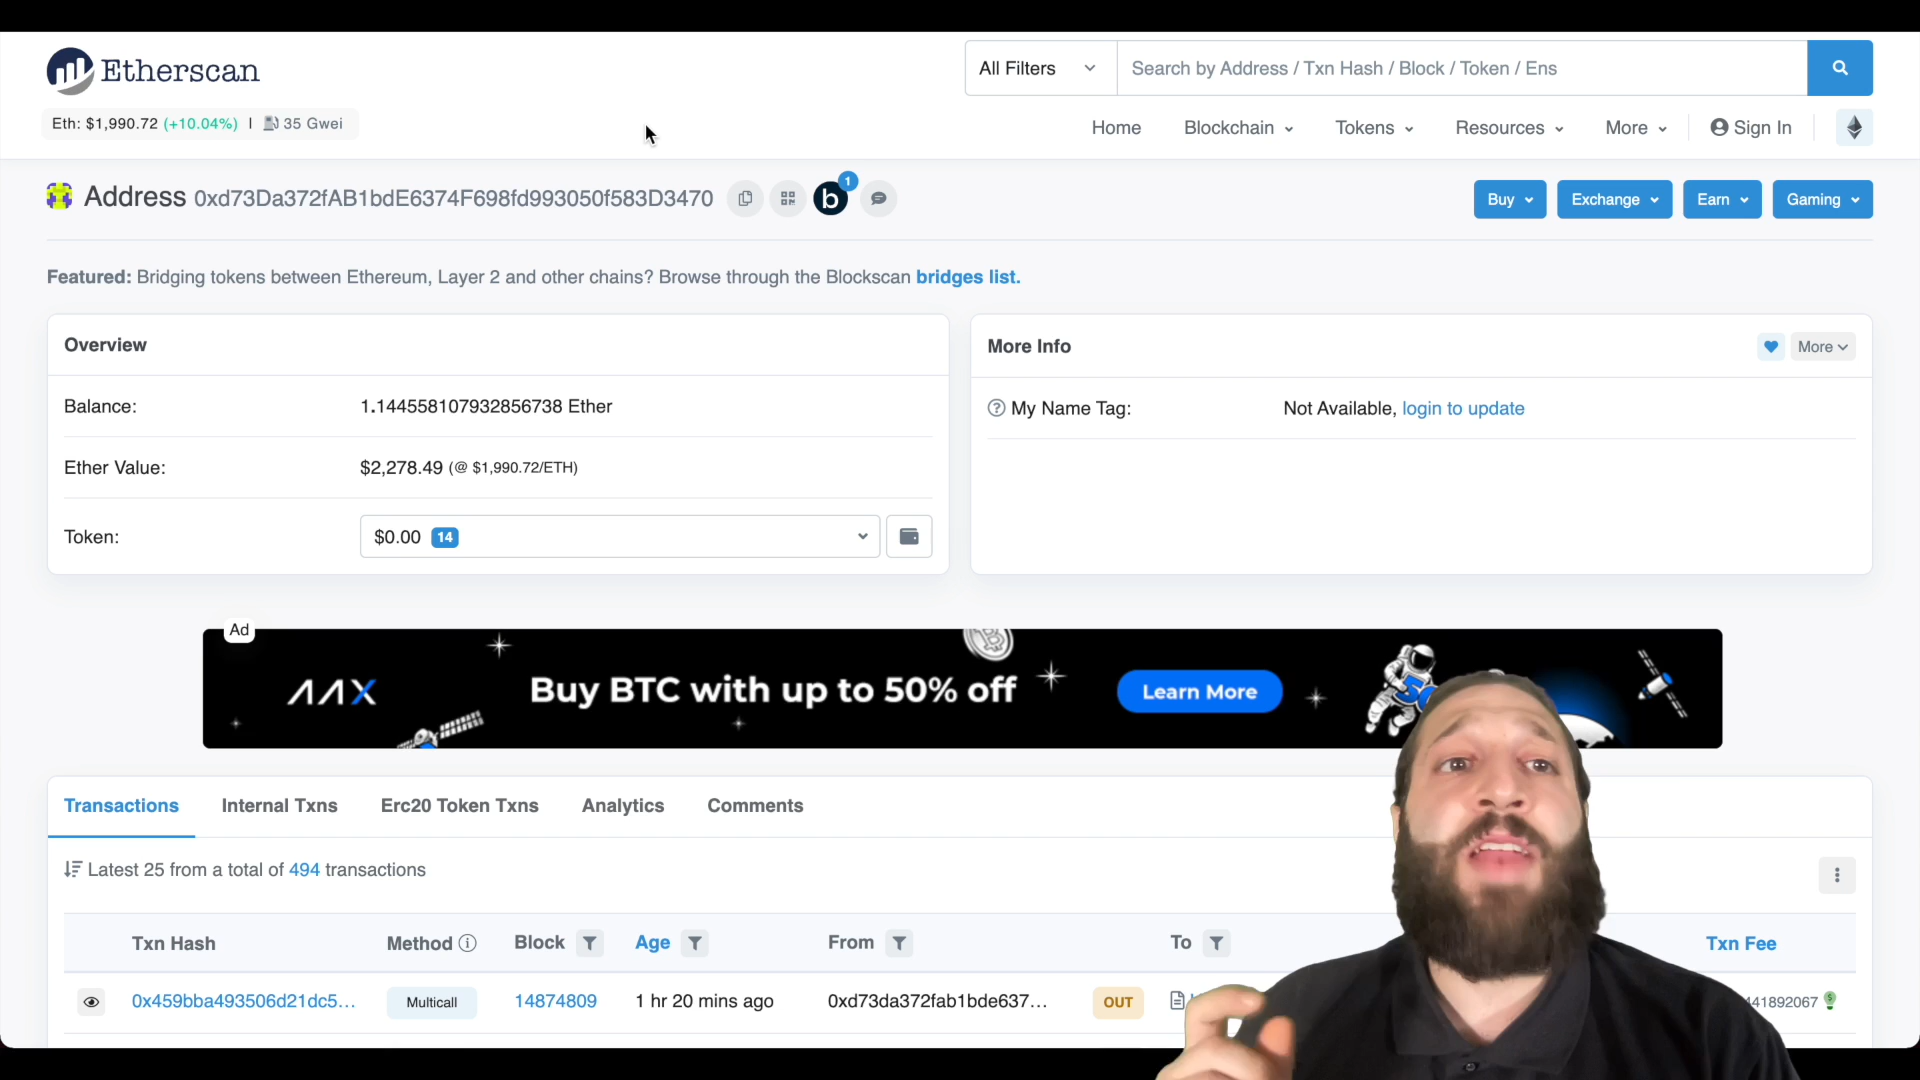 Etherscan
All Filters
Search by Address / Txn Hash / Block / Token / Ens
Eth: $1,990.72 (+10.04%) | 35 Gwei
Home Blockchain Tokens Resources More Sign In
Address 0xd73Da372fAB1bdE6374F698fd993050f583D3470
b 1
Buy Exchange Earn Gaming
Featured: Bridging tokens between Ethereum, Layer 2 and other chains? Browse through the Blockscan bridges list.
Overview
Balance: 1.144558107932856738 Ether
Ether Value: $2,278.49 (@ $1,990.72/ETH)
Token: $0.00 14
More Info More
My Name Tag: Not Available, login to update
Ad
AAX
Buy BTC with up to 50% off
Learn More
Transactions Internal Txns Erc20 Token Txns Analytics Comments
Latest 25 from a total of 494 transactions
Txn Hash Method Block Age From To Txn Fee
0x459bba493506d21dc5... Multicall 14874809 1 hr 20 mins ago 0xd73da372fab1bde637... OUT 441892067